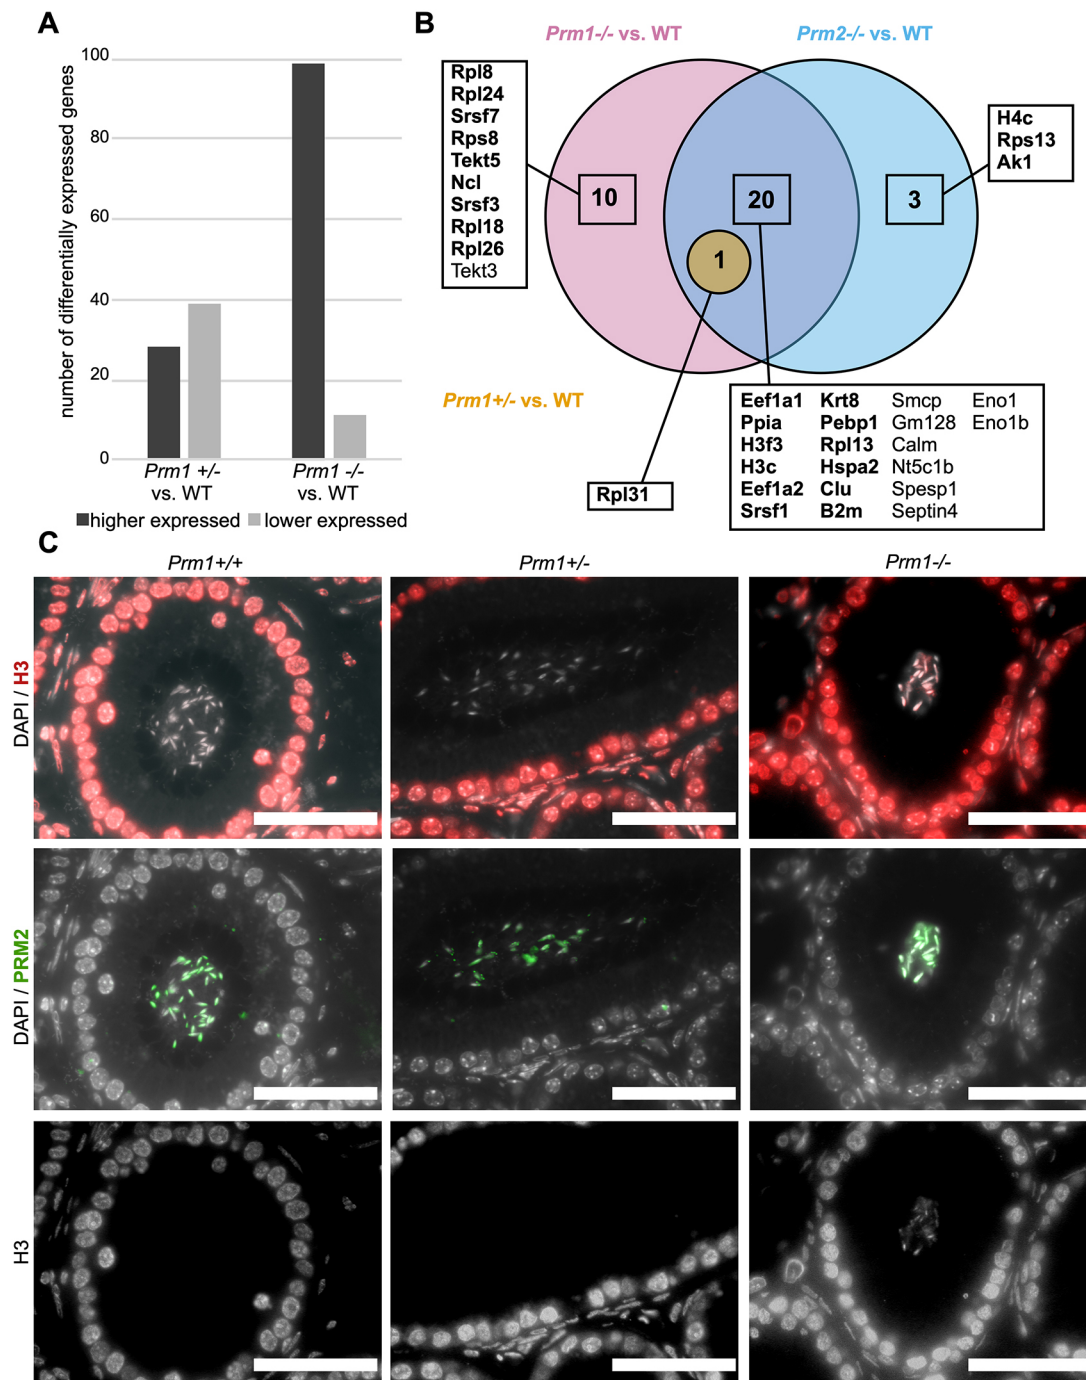 A
number of differentially expressed genes
100
80
60
40
20
0
Prm1 +/-
vs. WT
Prm1 -/-
vs. WT
higher expressed
lower expressed
B
Prm1-/- vs. WT
Prm2-/- vs. WT
Rpl8
Rpl24
Srsf7
Rps8
Tekt5
Ncl
Srsf3
Rpl18
Rpl26
Tekt3
10
20
3
1
H4c
Rps13
Ak1
Prm1+/- vs. WT
Rpl31
Eef1a1 Krt8 Smcp Eno1
Ppia Pebp1 Gm128 Eno1b
H3f3 Rpl13 Calm
H3c Hspa2 Nt5c1b
Eef1a2 Clu Spesp1
Srsf1 B2m Septin4
C
Prm1+/+
Prm1+/-
Prm1-/-
DAPI / H3
DAPI / PRM2
H3